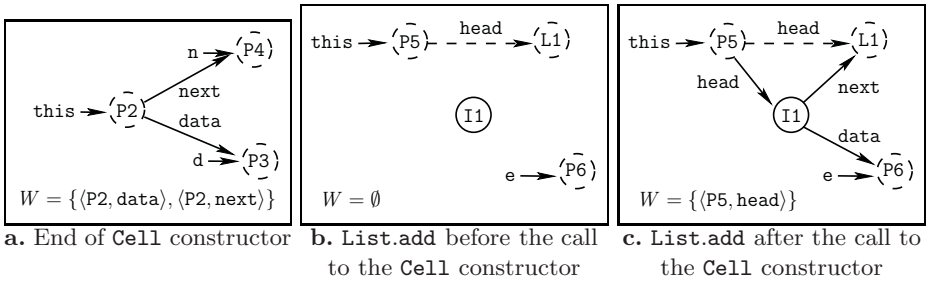 n
P4
next
this
P2
data
d
P3
W = {⟨P2, data⟩, ⟨P2, next⟩}
a. End of Cell constructor
this
P5
head
L1
I1
e
P6
W = ∅
b. List.add before the call
to the Cell constructor
this
P5
head
L1
head
next
I1
data
e
P6
W = {⟨P5, head⟩}
c. List.add after the call to
the Cell constructor